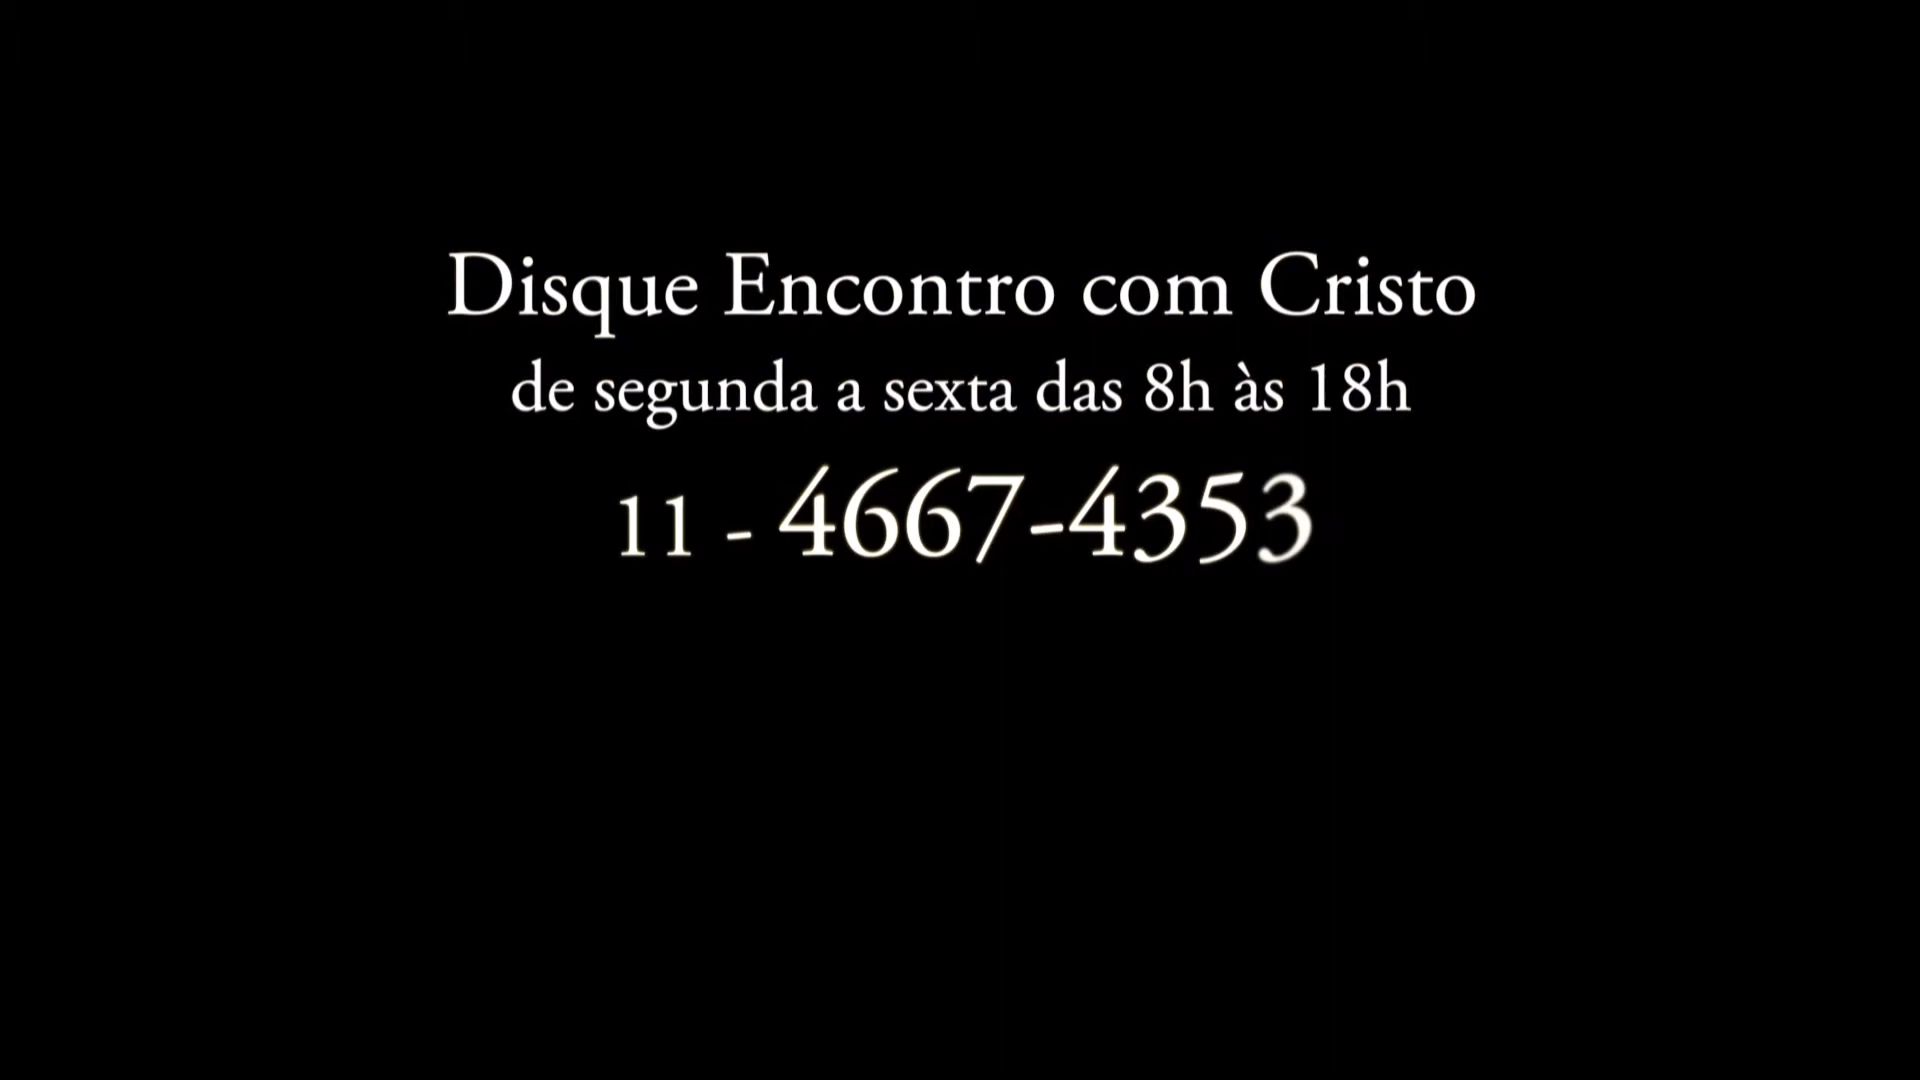 Disque Encontro com Cristo
de segunda a sexta das 8h às 18h
11 - 4667-4353